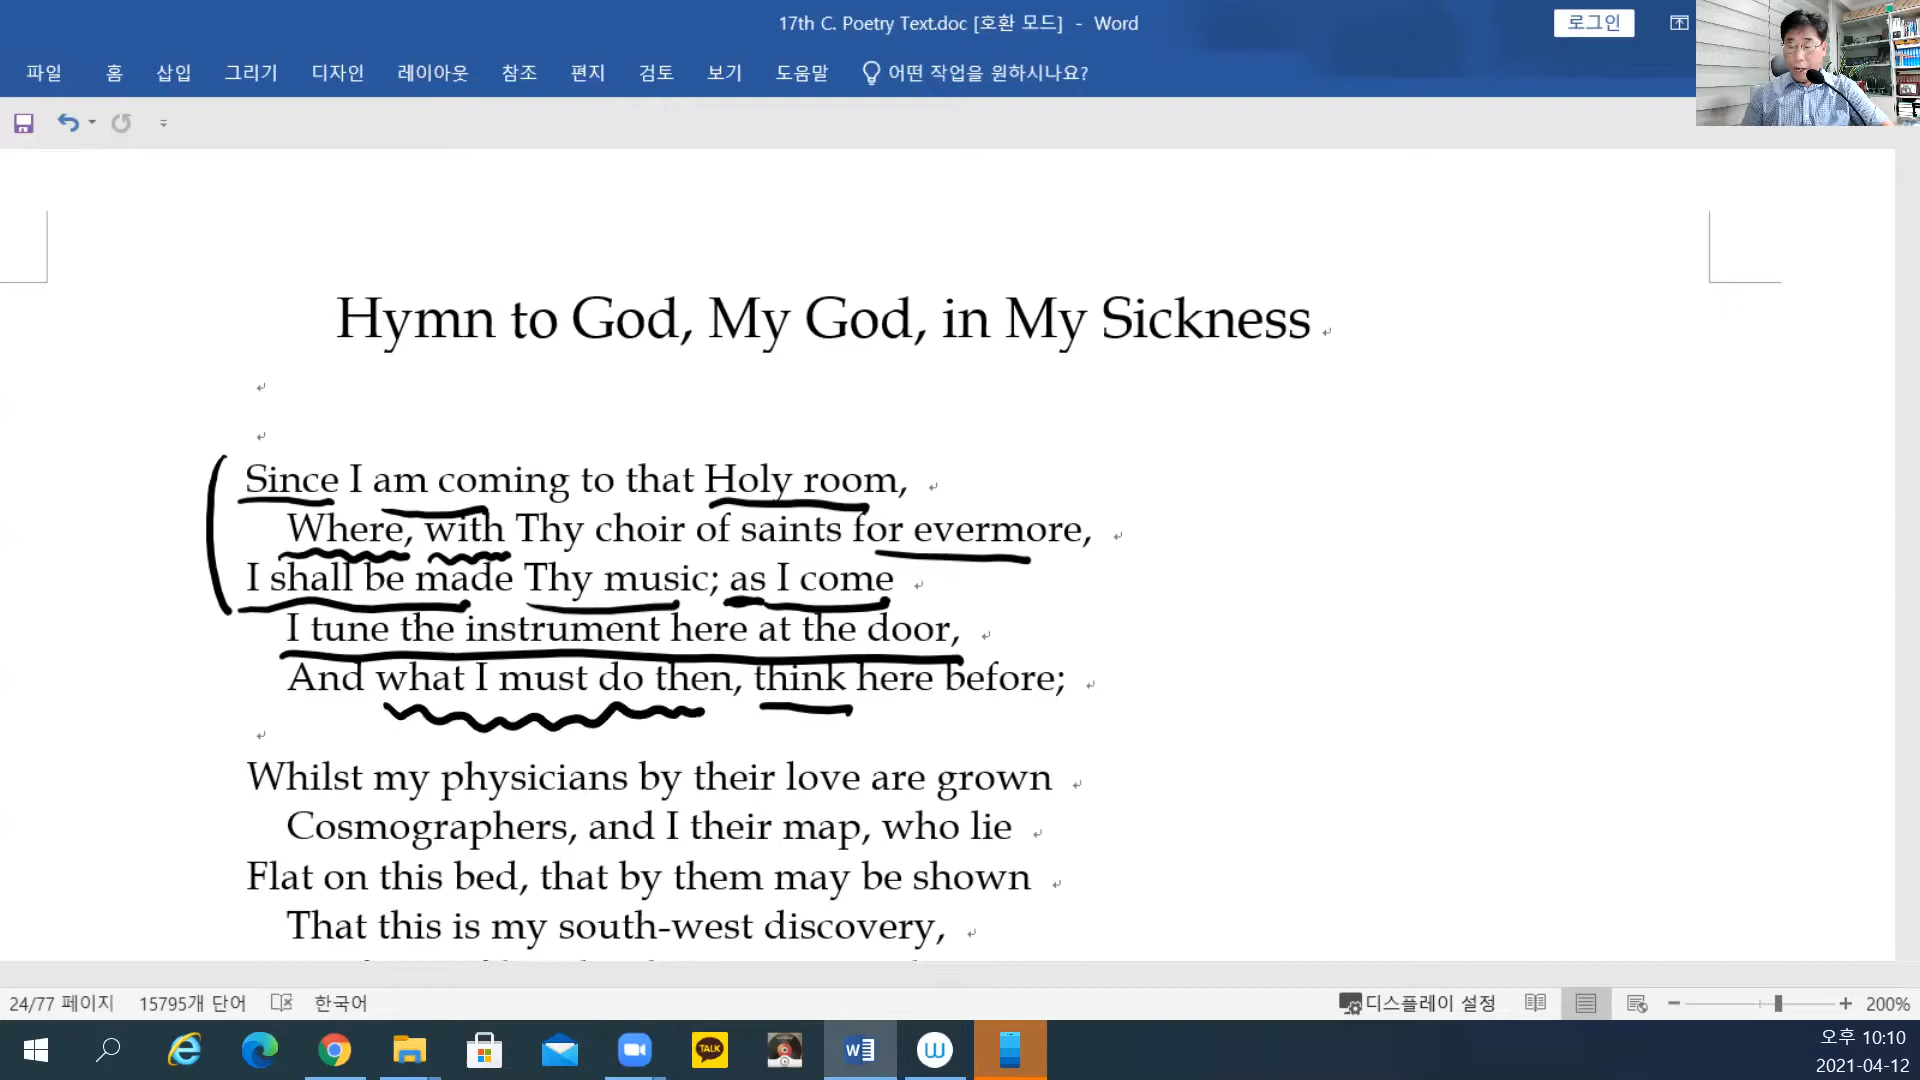 17th C. Poetry Text.doc [호환 모드] - Word
로그인
파일 홈 삽입 그리기 디자인 레이아웃 참조 편지 검토 보기 도움말 어떤 작업을 원하시나요?
Hymn to God, My God, in My Sickness
Since I am coming to that Holy room,
Where, with Thy choir of saints for evermore,
I shall be made Thy music; as I come
I tune the instrument here at the door,
And what I must do then, think here before;
Whilst my physicians by their love are grown
Cosmographers, and I their map, who lie
Flat on this bed, that by them may be shown
That this is my south-west discovery,
24/77 페이지 15795개 단어 한국어 디스플레이 설정 200%
TALK
오후 10:10
2021-04-12